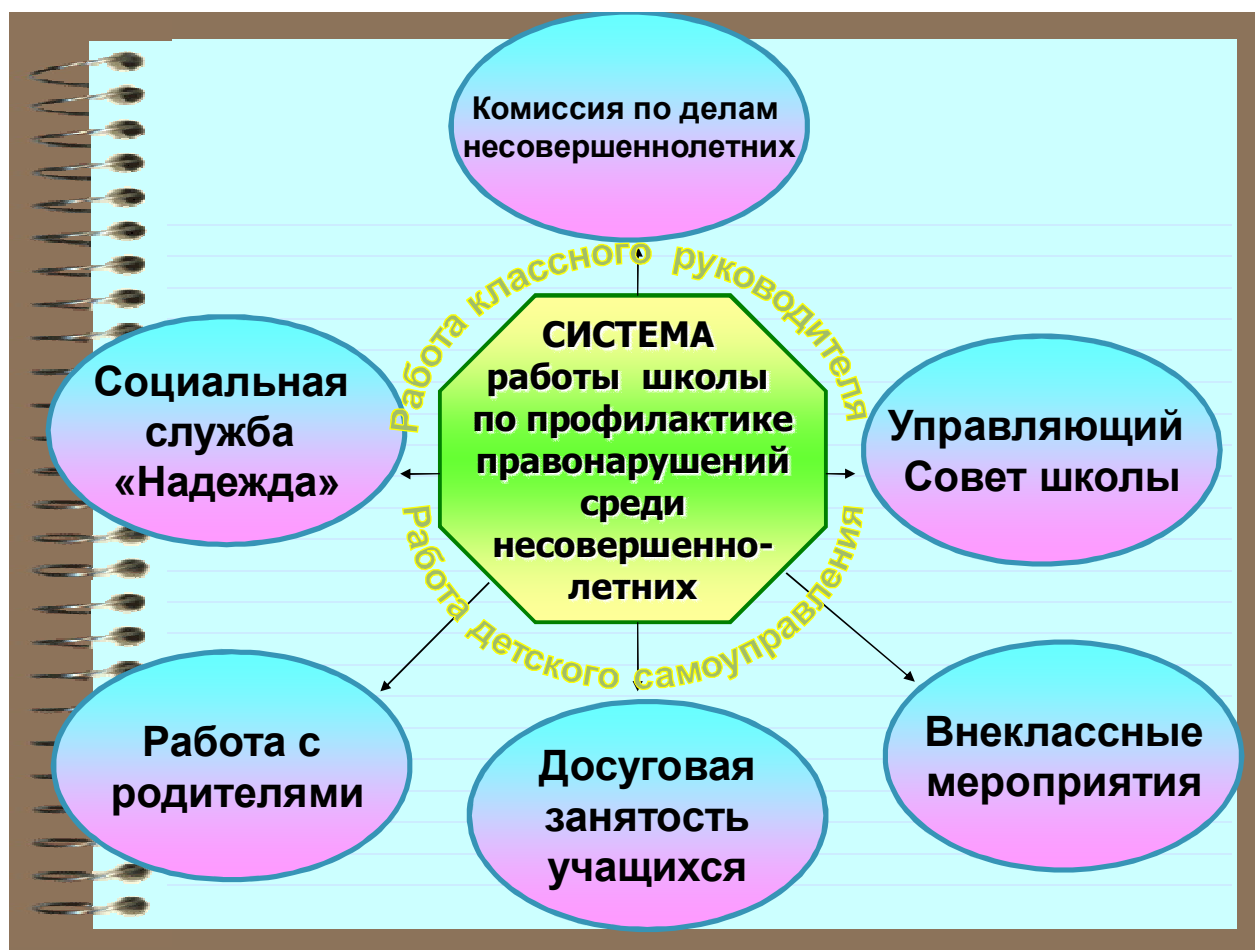 Комиссия по делам
несовершеннолетних
Работа классного руководителя
СИСТЕМА
работы школы
по профилактике
правонарушений
среди
несовершенно-
летних
Социальная
служба
«Надежда»
Управляющий
Совет школы
Работа детского самоуправления
Работа с
родителями
Досуговая
занятость
учащихся
Внеклассные
мероприятия